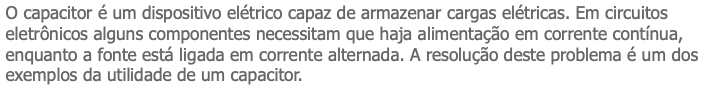 O capacitor é um dispositivo elétrico capaz de armazenar cargas elétricas. Em circuitos
eletrônicos alguns componentes necessitam que haja alimentação em corrente contínua,
enquanto a fonte está ligada em corrente alternada. A resolução deste problema é um dos
exemplos da utilidade de um capacitor.